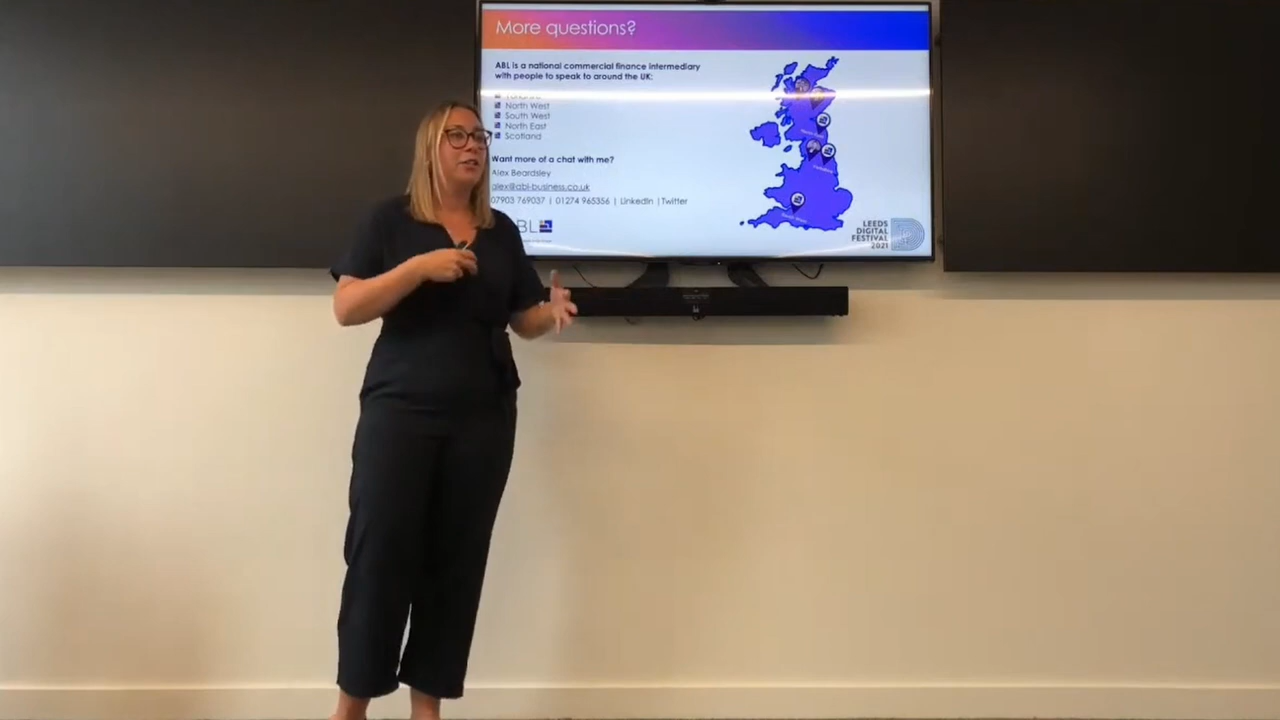 More questions?
ABL is a national commercial finance intermediary
with people to speak to around the UK:
North West
South West
North East
Scotland
Want more of a chat with me?
Alex Beardsley
alex@abl-business.co.uk
07903 769037 | 01274 965356 | LinkedIn |Twitter
BL
LEEDS
DIGITAL
FESTIVAL
2021